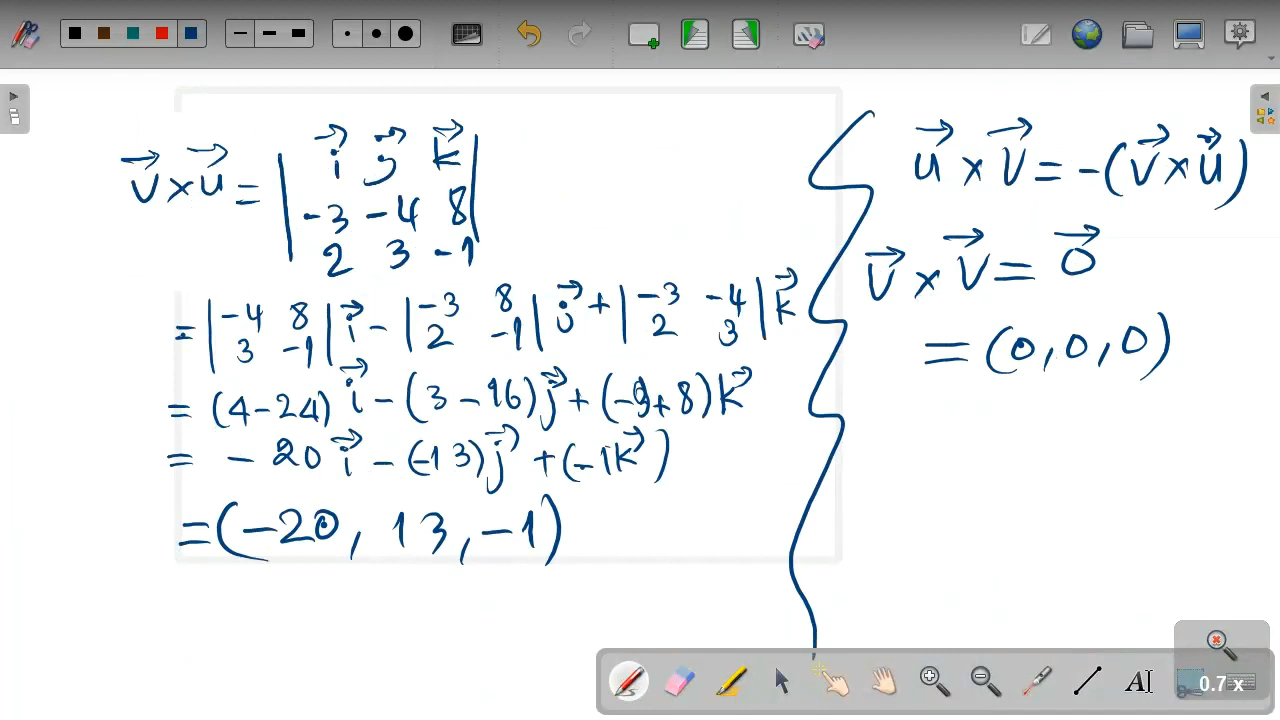 → → →
i j k
→ →
v × u = | -3 -4 8 |
2 3 -1
= | -4 8 | i→ - | -3 8 | j→ + | -3 -4 | k→
3 -1 2 -1 2 3
= (4-24) i→ - (3-16) j→ + (-9+8) k→
= -20 i→ - (-13) j→ + (-1k→)
= (-20, 13, -1)
u→ × v→ = -(v→ × u→)
v→ × v→ = 0→
= (0, 0, 0)
AI
0.7 x